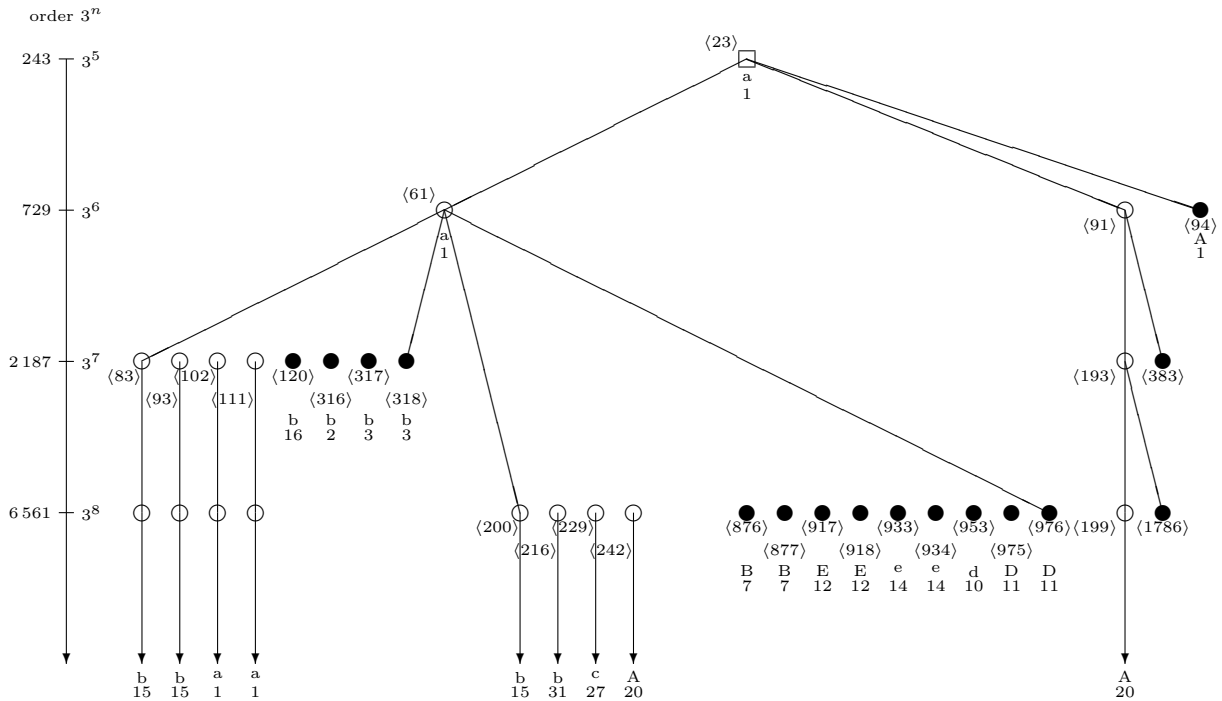 order 3^n
⟨23⟩
243 3^5
a
1
⟨61⟩
729 3^6
⟨91⟩ ⟨94⟩
a A
1 1
2 187 3^7
⟨83⟩ ⟨102⟩ ⟨120⟩ ⟨317⟩ ⟨193⟩ ⟨383⟩
⟨93⟩ ⟨111⟩ ⟨316⟩ ⟨318⟩
b b b b
16 2 3 3
6 561 3^8
⟨200⟩ ⟨229⟩ ⟨876⟩ ⟨917⟩ ⟨933⟩ ⟨953⟩ ⟨976⟩ ⟨199⟩ ⟨1786⟩
⟨216⟩ ⟨242⟩ ⟨877⟩ ⟨918⟩ ⟨934⟩ ⟨975⟩
B B E E e e d D D
7 7 12 12 14 14 10 11 11
b b a a b b c A A
15 15 1 1 15 31 27 20 20